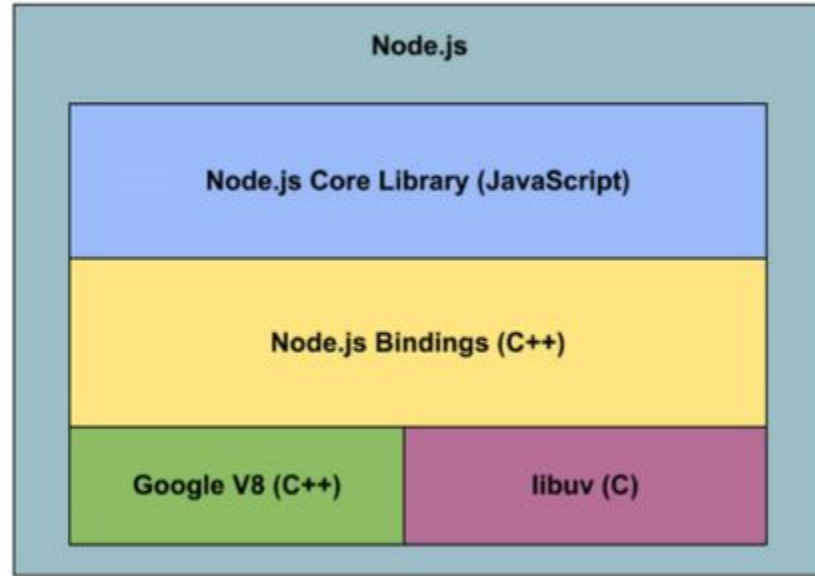 Node.js
Node.js Core Library (JavaScript)
Node.js Bindings (C++)
Google V8 (C++)
libuv (C)